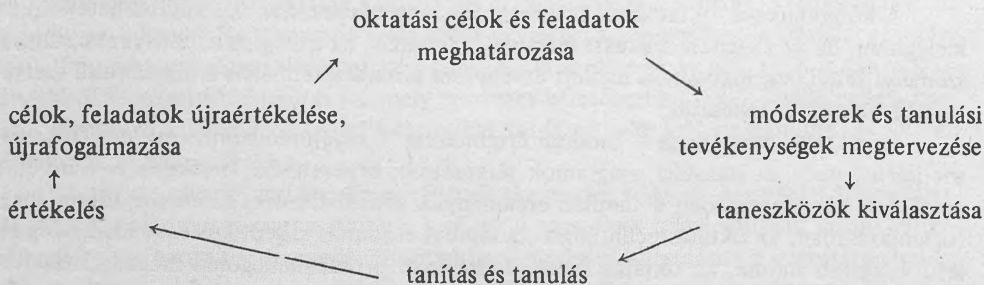 oktatási célok és feladatok
meghatározása
célok, feladatok újraértékelése,
újrafogalmazása
módszerek és tanulási
tevékenységek megtervezése
értékelés
taneszközök kiválasztása
tanítás és tanulás